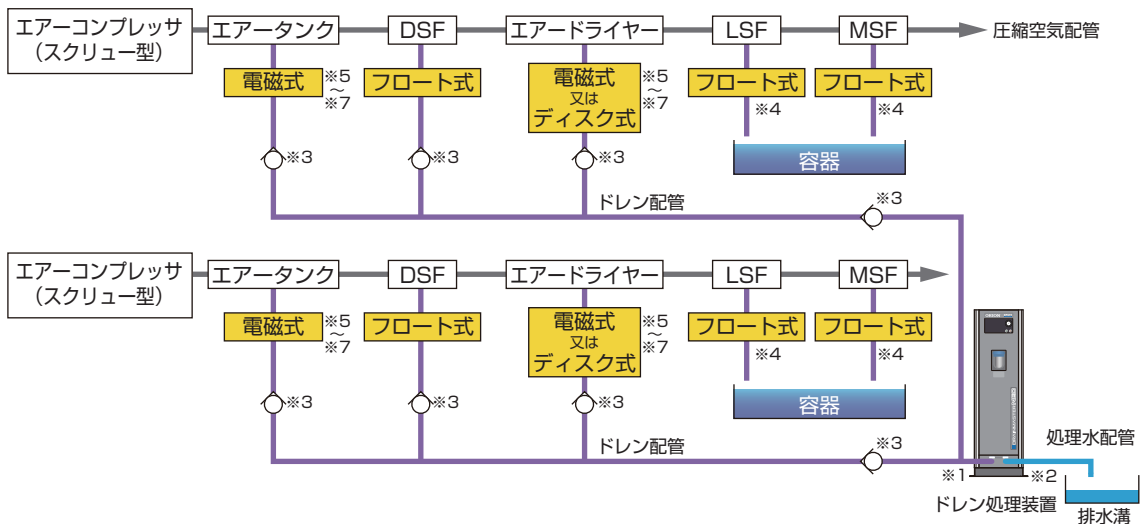 エアーコンプレッサ
（スクリュー型）
エアータンク
DSF
エアードライヤー
LSF
MSF
圧縮空気配管
電磁式
※5
～
※7
フロート式
電磁式
又は
ディスク式
※5
～
※7
フロート式
※4
フロート式
※4
※3
※3
※3
容器
ドレン配管
※3
エアーコンプレッサ
（スクリュー型）
エアータンク
DSF
エアードライヤー
LSF
MSF
電磁式
※5
～
※7
フロート式
電磁式
又は
ディスク式
※5
～
※7
フロート式
※4
フロート式
※4
※3
※3
※3
容器
ドレン配管
※3
処理水配管
※1
※2
ドレン処理装置
排水溝